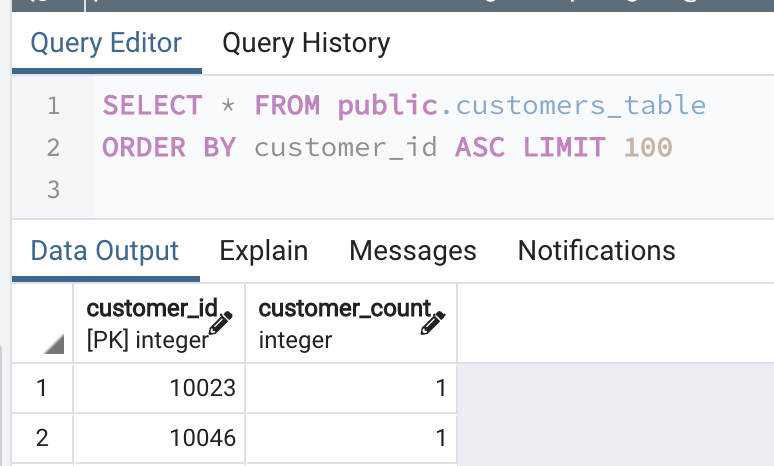 Query Editor Query History
1 SELECT * FROM public.customers_table
2 ORDER BY customer_id ASC LIMIT 100
3
Data Output Explain Messages Notifications
customer_id customer_count
[PK] integer integer
1 10023 1
2 10046 1